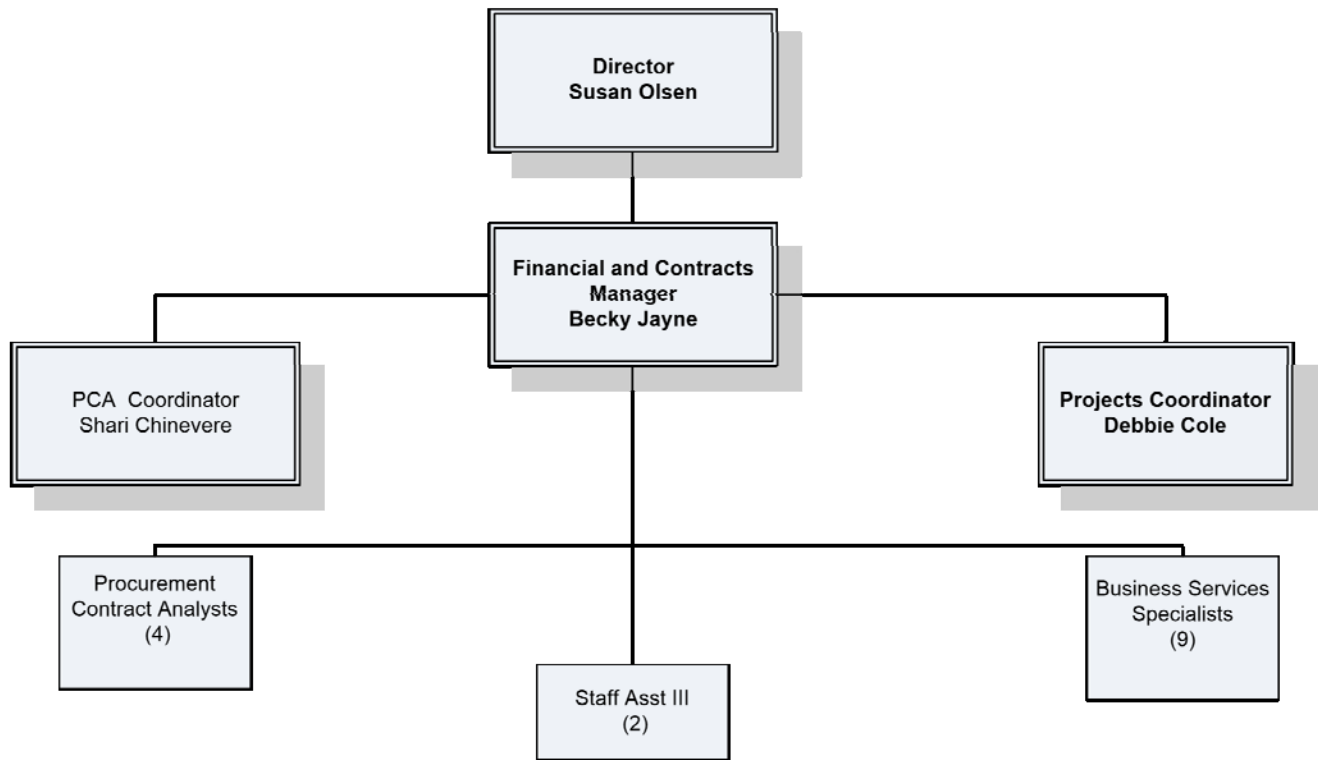 Director
Susan Olsen
Financial and Contracts
Manager
Becky Jayne
PCA  Coordinator
Shari Chinevere
Projects Coordinator
Debbie Cole
Procurement
Contract Analysts
(4)
Business Services
Specialists
(9)
Staff Asst III
(2)